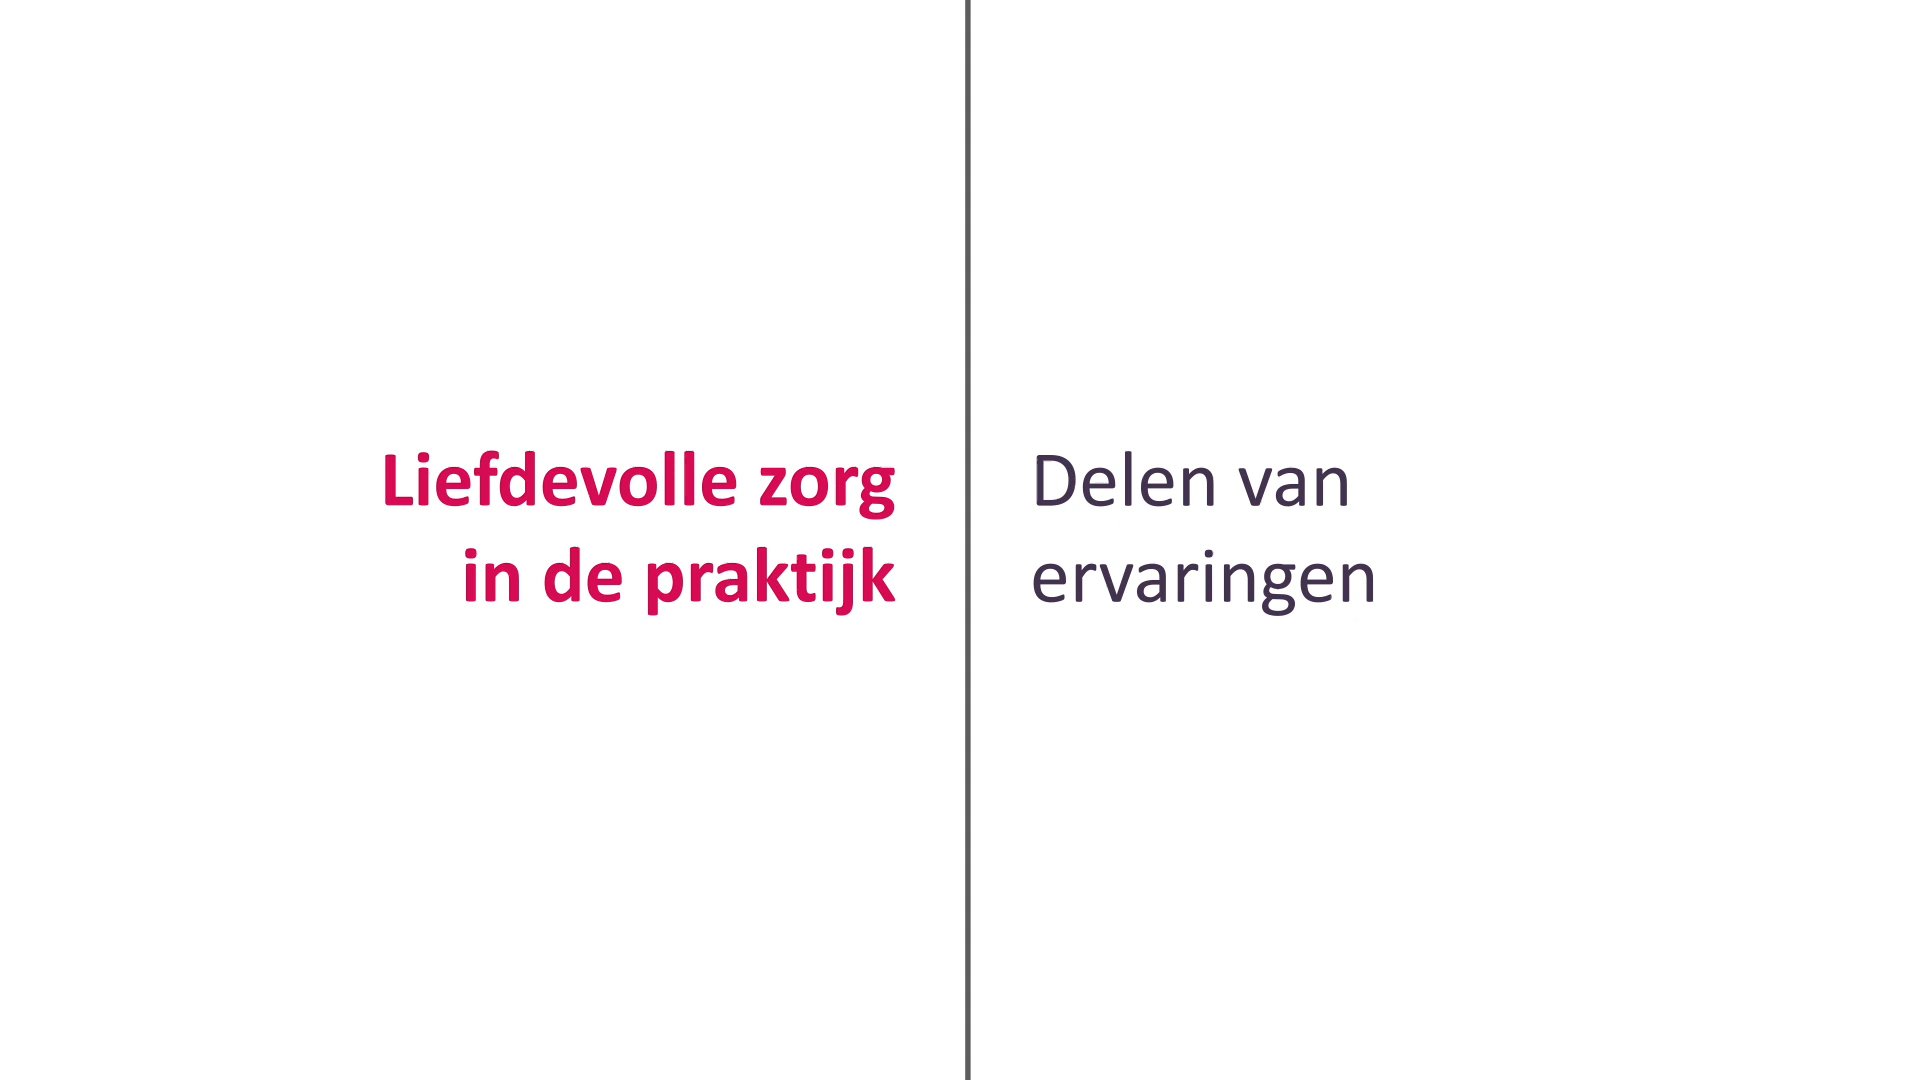 Liefdevolle zorg
in de praktijk
Delen van
ervaringen